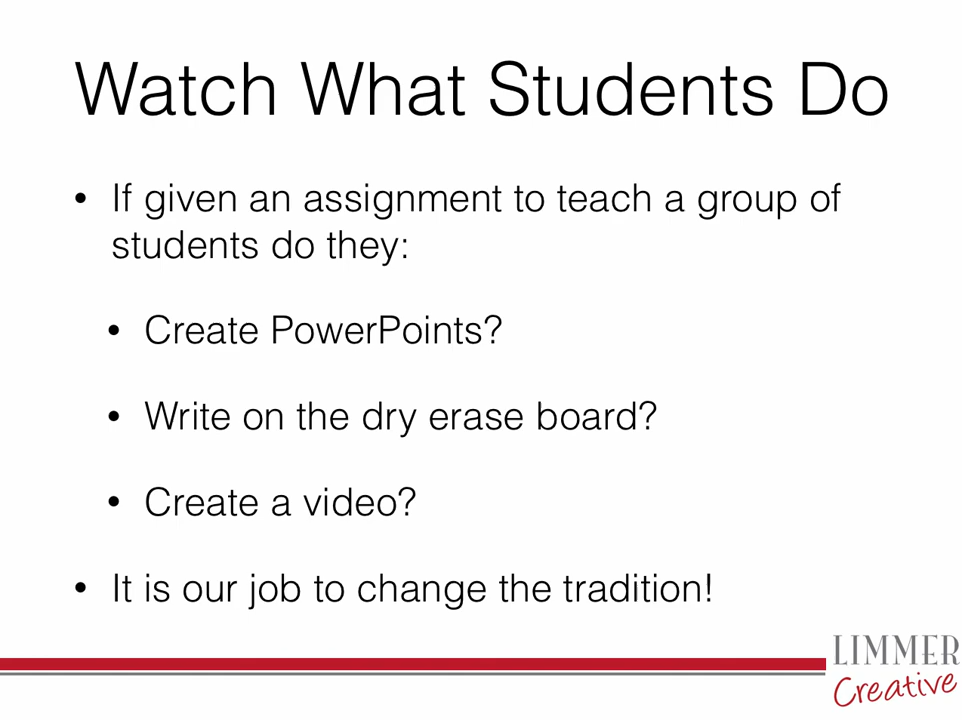 Watch What Students Do
• If given an assignment to teach a group of
students do they:
• Create PowerPoints?
• Write on the dry erase board?
• Create a video?
• It is our job to change the tradition!
LIMMER
Creative